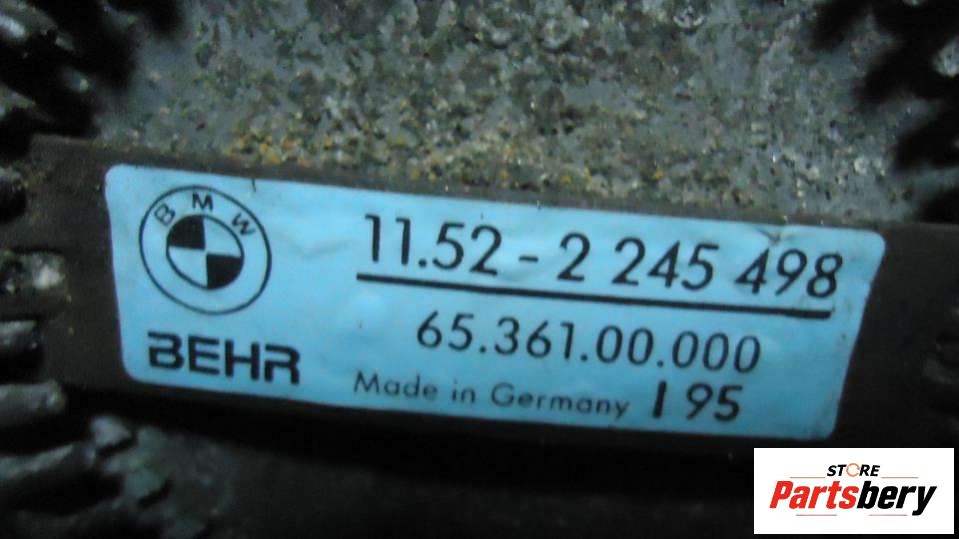 BMW
11.52 - 2 245 498
65.361.00.000
BEHR
Made in Germany I 95
STORE
Partsbery